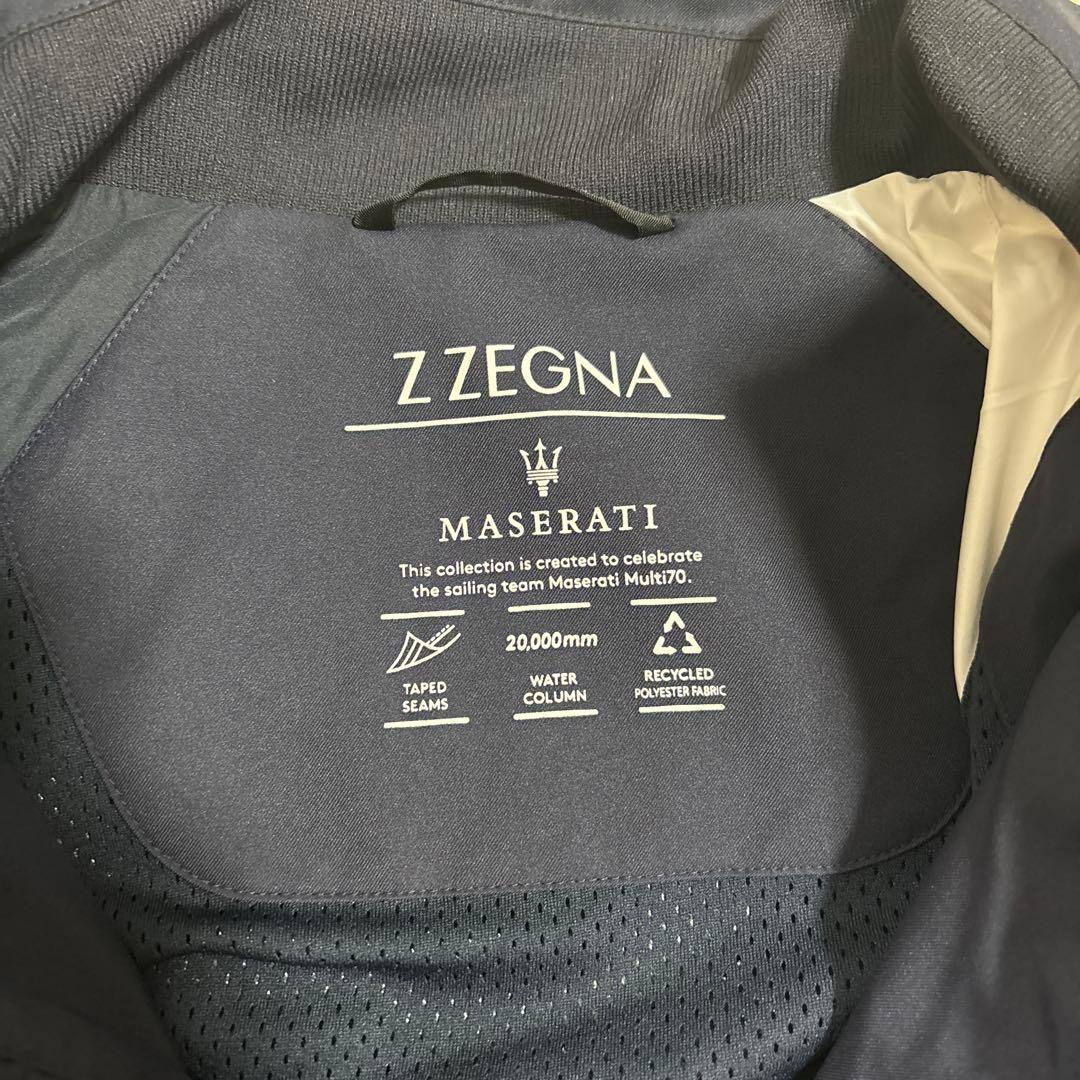 Z ZEGNA
MASERATI
This collection is created to celebrate
the sailing team Maserati Multi70.
TAPED
SEAMS
20,000mm
WATER
COLUMN
RECYCLED
POLYESTER FABRIC